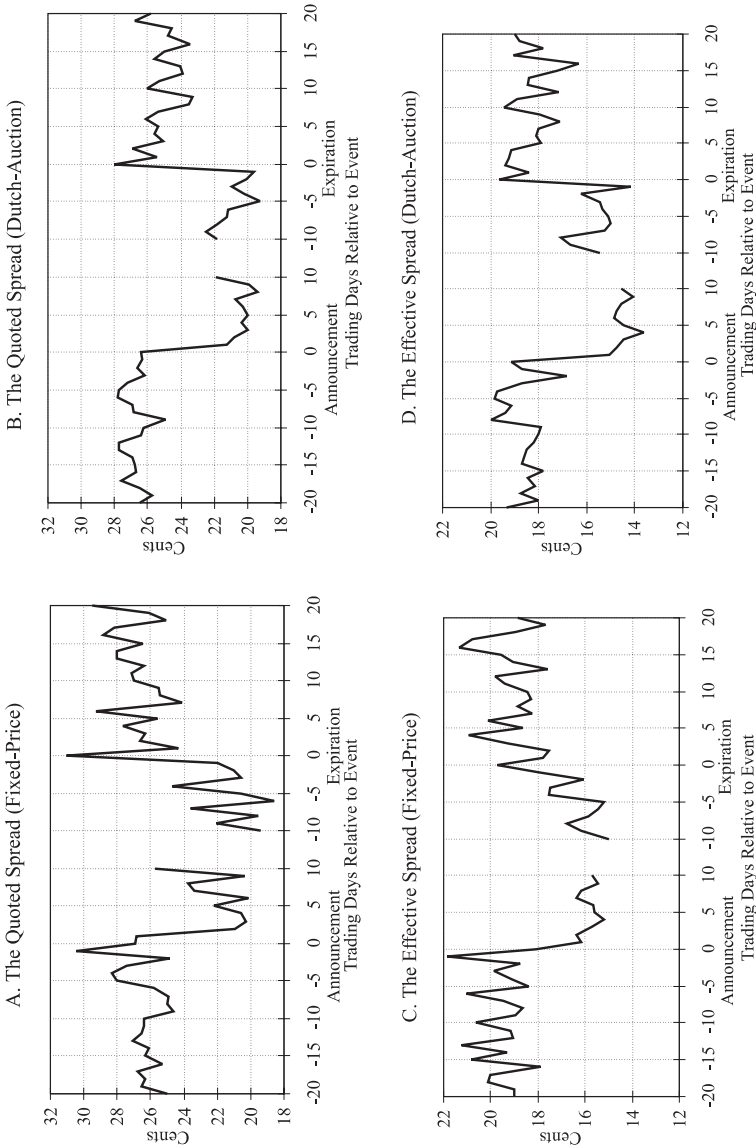 A. The Quoted Spread (Fixed-Price)
32
30
28
26
24
22
20
18
Cents
-20 -15 -10 -5 0 5 10 -10 -5 0 5 10 15 20
Announcement Expiration
Trading Days Relative to Event
B. The Quoted Spread (Dutch-Auction)
32
30
28
26
24
22
20
18
Cents
-20 -15 -10 -5 0 5 10 -10 -5 0 5 10 15 20
Announcement Expiration
Trading Days Relative to Event
C. The Effective Spread (Fixed-Price)
22
20
18
16
14
12
Cents
-20 -15 -10 -5 0 5 10 -10 -5 0 5 10 15 20
Announcement Expiration
Trading Days Relative to Event
D. The Effective Spread (Dutch-Auction)
22
20
18
16
14
12
Cents
-20 -15 -10 -5 0 5 10 -10 -5 0 5 10 15 20
Announcement Expiration
Trading Days Relative to Event